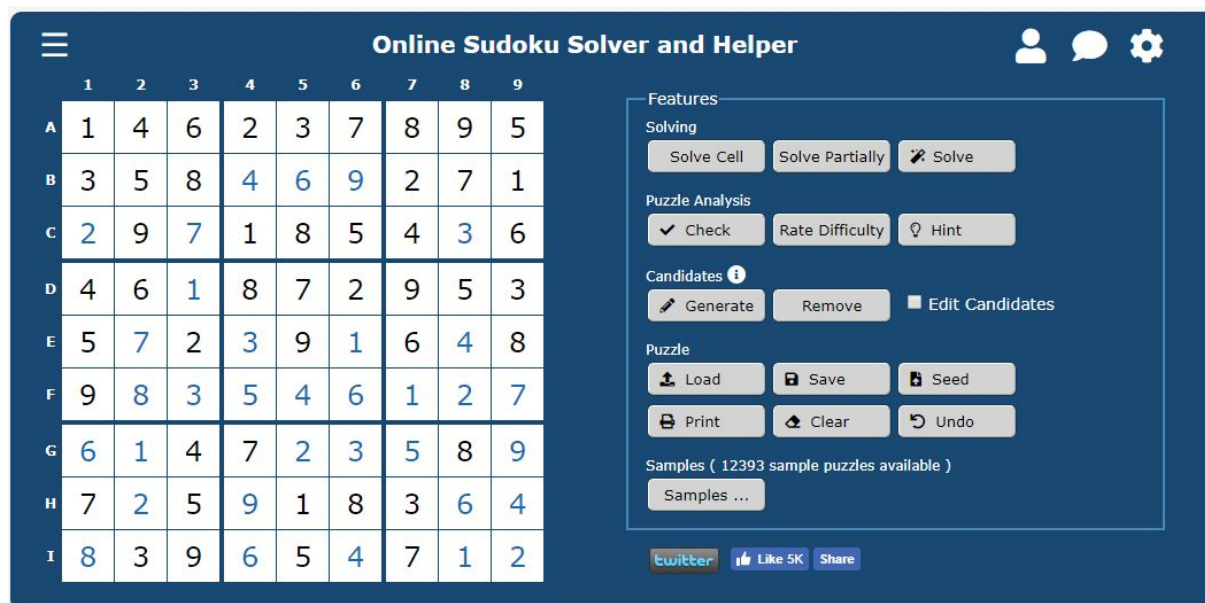 Online Sudoku Solver and Helper
1 2 3 4 5 6 7 8 9
A 1 4 6 2 3 7 8 9 5
B 3 5 8 4 6 9 2 7 1
C 2 9 7 1 8 5 4 3 6
D 4 6 1 8 7 2 9 5 3
E 5 7 2 3 9 1 6 4 8
F 9 8 3 5 4 6 1 2 7
G 6 1 4 7 2 3 5 8 9
H 7 2 5 9 1 8 3 6 4
I 8 3 9 6 5 4 7 1 2
Features
Solving
Solve Cell Solve Partially Solve
Puzzle Analysis
Check Rate Difficulty Hint
Candidates i
Generate Remove Edit Candidates
Puzzle
Load Save Seed
Print Clear Undo
Samples ( 12393 sample puzzles available )
Samples ...
twitter Like 5K Share